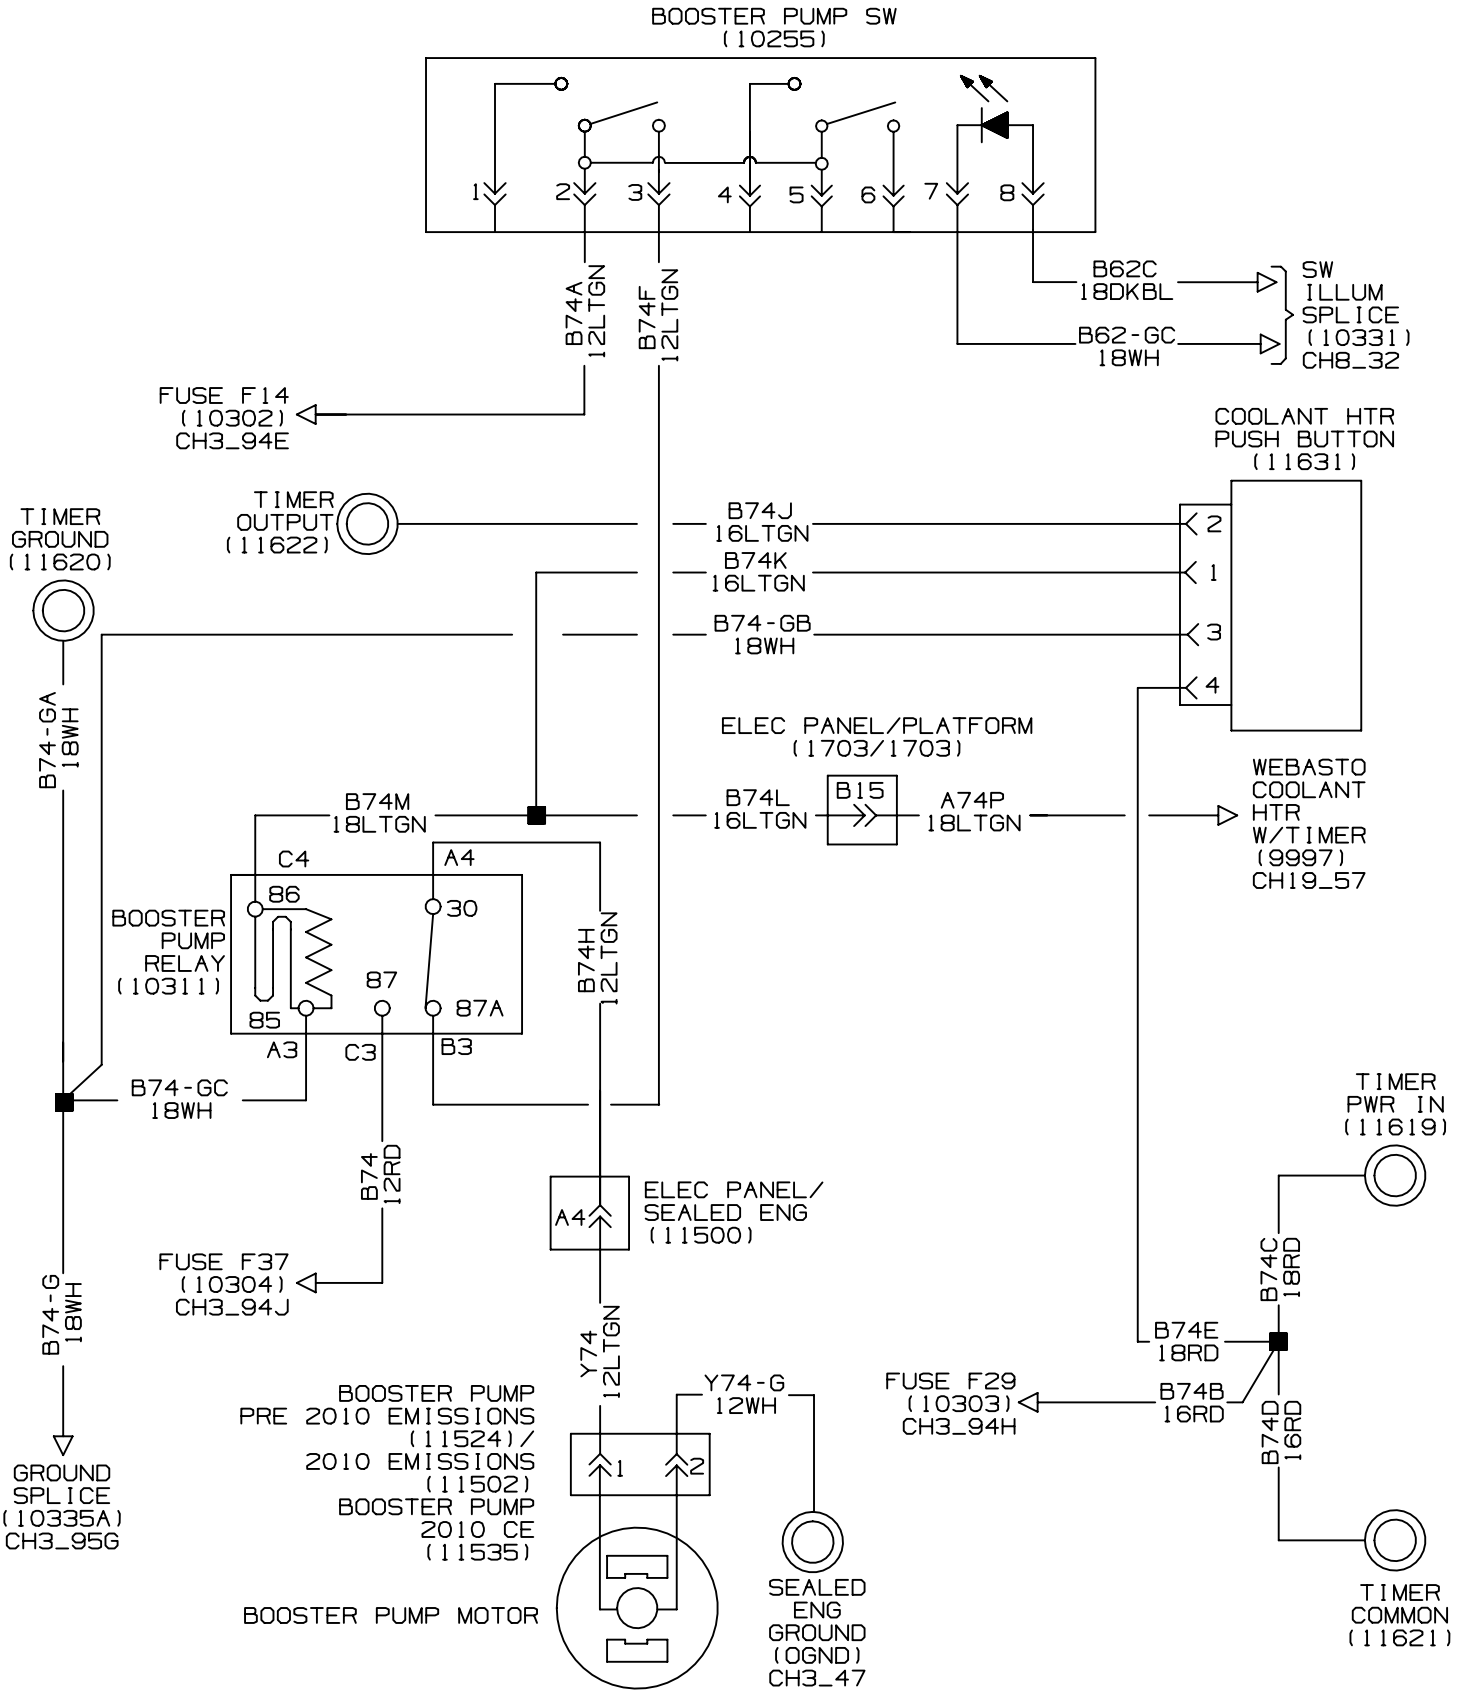 BOOSTER PUMP SW
(10255)
1
2
3
4
5
6
7
8
B74A
12LTGN
B74F
12LTGN
B62C
18DKBL
B62-GC
18WH
SW
ILLUM
SPLICE
(10331)
CH8_32
FUSE F14
(10302)
CH3_94E
COOLANT HTR
PUSH BUTTON
(11631)
TIMER
OUTPUT
(11622)
TIMER
GROUND
(11620)
B74J
16LTGN
2
B74K
16LTGN
1
B74-GB
18WH
3
4
B74-GA
18WH
ELEC PANEL/PLATFORM
(1703/1703)
B74M
18LTGN
B74L
16LTGN
B15
A74P
18LTGN
WEBASTO
COOLANT
HTR
W/TIMER
(9997)
CH19_57
C4
A4
86
30
BOOSTER
PUMP
RELAY
(10311)
87
85
87A
A3
C3
B3
B74H
12LTGN
B74-GC
18WH
B74
12RD
TIMER
PWR IN
(11619)
A4
ELEC PANEL/
SEALED ENG
(11500)
FUSE F37
(10304)
CH3_94J
B74-G
18WH
B74C
18RD
B74E
18RD
Y74
12LTGN
Y74-G
12WH
FUSE F29
(10303)
CH3_94H
B74B
16RD
B74D
16RD
BOOSTER PUMP
PRE 2010 EMISSIONS
(11524)/
2010 EMISSIONS
(11502)
BOOSTER PUMP
2010 CE
(11535)
1
2
GROUND
SPLICE
(10335A)
CH3_95G
BOOSTER PUMP MOTOR
SEALED
ENG
GROUND
(OGND)
CH3_47
TIMER
COMMON
(11621)